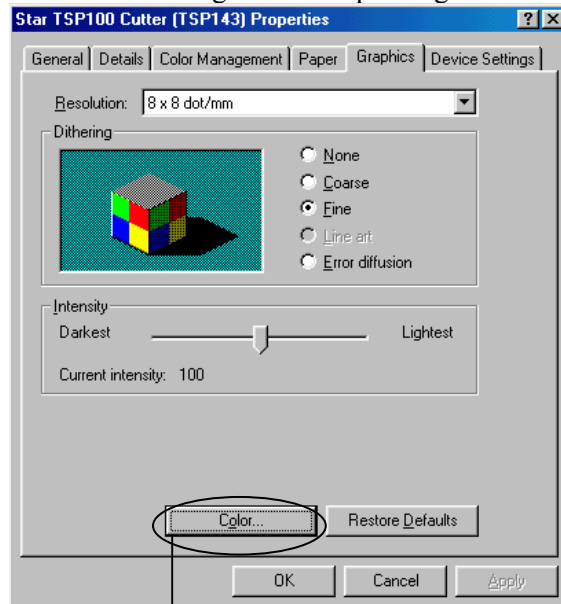 Star TSP100 Cutter (TSP143) Properties
General Details Color Management Paper Graphics Device Settings
Resolution: 8 x 8 dot/mm
Dithering
None
Coarse
Fine
Line art
Error diffusion
Intensity
Darkest Lightest
Current intensity: 100
Color... Restore Defaults
OK Cancel Apply